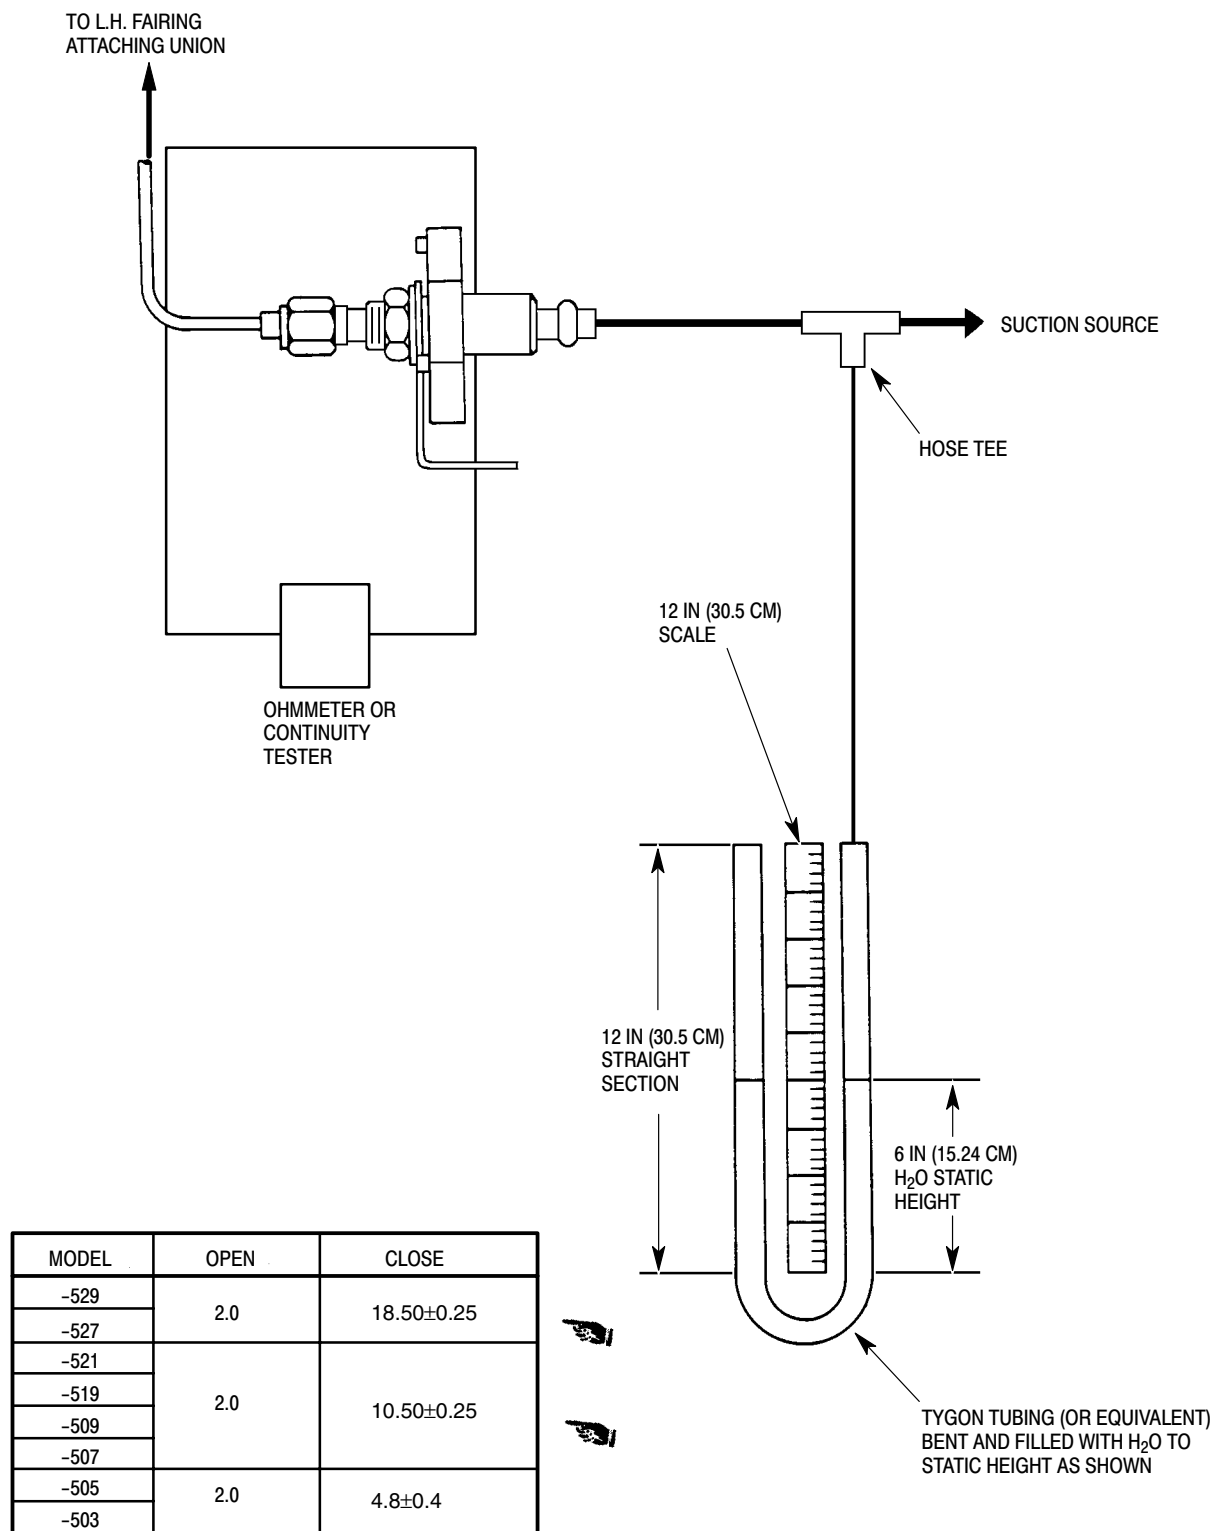 TO L.H. FAIRING
ATTACHING UNION
SUCTION SOURCE
HOSE TEE
12 IN (30.5 CM)
SCALE
OHMMETER OR
CONTINUITY
TESTER
12 IN (30.5 CM)
STRAIGHT
SECTION
6 IN (15.24 CM)
H₂O STATIC
HEIGHT
MODEL OPEN CLOSE
–529
2.0 18.50±0.25
–527
–521
–519
2.0 10.50±0.25
–509
–507
–505
2.0 4.8±0.4
–503
TYGON TUBING (OR EQUIVALENT)
BENT AND FILLED WITH H₂O TO
STATIC HEIGHT AS SHOWN